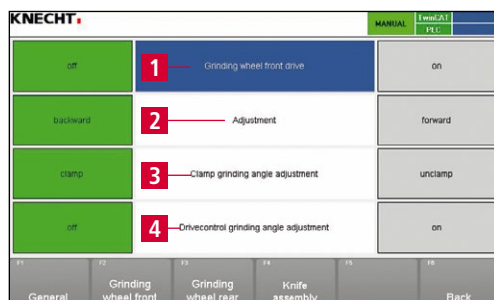 KNECHT.
MANUAL
TwinCAT
PLC
off
1
Grinding wheel front drive
on
backward
2
Adjustment
forward
clamp
3
Clamp grinding angle adjustment
unclamp
off
4
Drivecontrol grinding angle adjustment
on
F1
F2
F3
F4
F5
F8
General
Grinding
wheel front
Grinding
wheel rear
Knife
assembly
Back